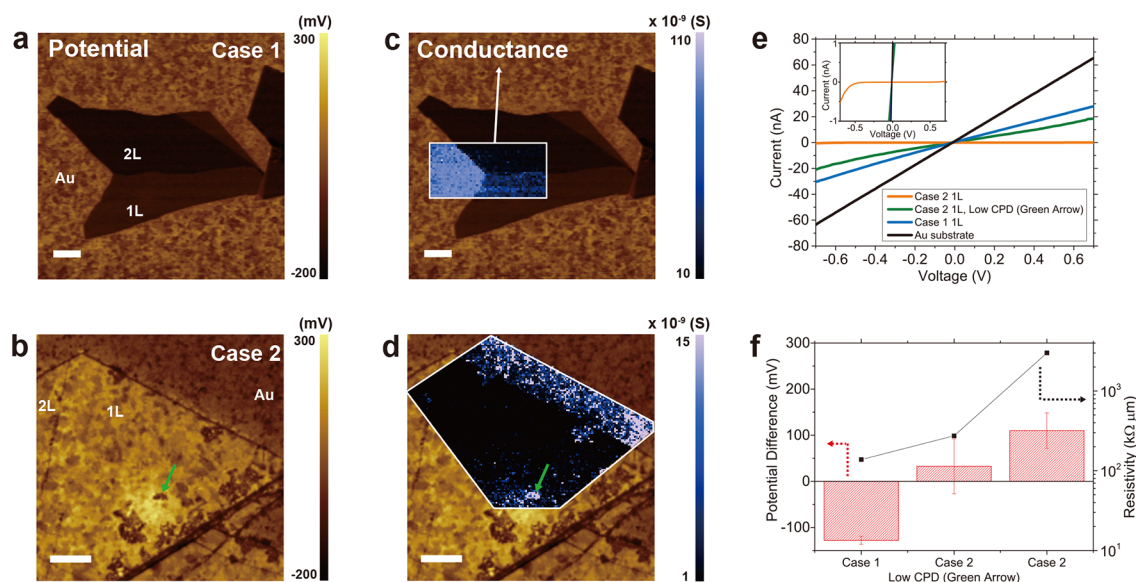 a
Potential
Case 1
2L
Au
1L
(mV)
300
-200
c
Conductance
x 10-9 (S)
110
10
e
80
60
40
20
0
-20
-40
-60
-80
Current (nA)
-0.6
-0.4
-0.2
0.0
0.2
0.4
0.6
Voltage (V)
1
0
-1
Current (nA)
-0.5
0.0
0.5
Voltage (V)
Case 2 1L
Case 2 1L, Low CPD (Green Arrow)
Case 1 1L
Au substrate
b
Case 2
2L
1L
Au
(mV)
300
-200
d
x 10-9 (S)
15
1
f
300
200
100
0
-100
Potential Difference (mV)
10³
10²
10¹
Resistivity (kΩ μm)
Case 1
Case 2
Case 2
Low CPD (Green Arrow)